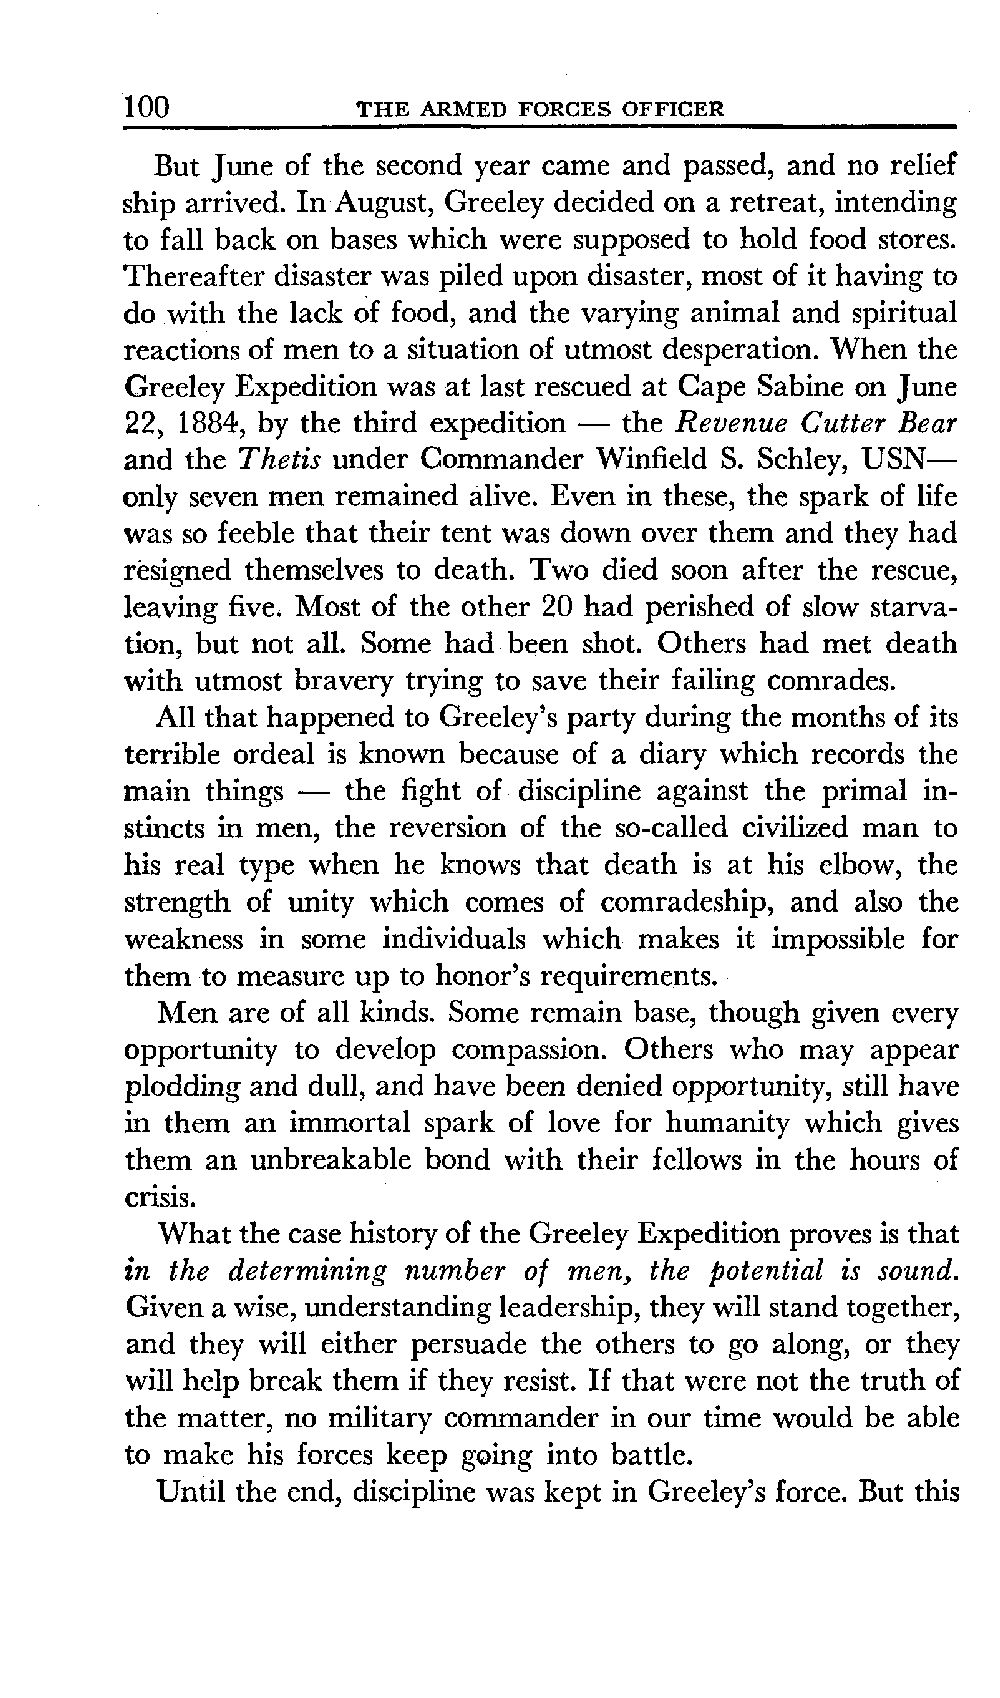 100 THE ARMED FORCES OFFICER
But June of the second year came and passed, and no relief
ship arrived. In August, Greeley decided on a retreat, intending
to fall back on bases which were supposed to hold food stores.
Thereafter disaster was piled upon disaster, most of it having to
do with the lack of food, and the varying animal and spiritual
reactions of men to a situation of utmost desperation. When the
Greeley Expedition was at last rescued at Cape Sabine on June
22, 1884, by the third expedition — the Revenue Cutter Bear
and the Thetis under Commander Winfield S. Schley, USN—
only seven men remained alive. Even in these, the spark of life
was so feeble that their tent was down over them and they had
resigned themselves to death. Two died soon after the rescue,
leaving five. Most of the other 20 had perished of slow starva-
tion, but not all. Some had been shot. Others had met death
with utmost bravery trying to save their failing comrades.
All that happened to Greeley's party during the months of its
terrible ordeal is known because of a diary which records the
main things — the fight of discipline against the primal in-
stincts in men, the reversion of the so-called civilized man to
his real type when he knows that death is at his elbow, the
strength of unity which comes of comradeship, and also the
weakness in some individuals which makes it impossible for
them to measure up to honor's requirements.
Men are of all kinds. Some remain base, though given every
opportunity to develop compassion. Others who may appear
plodding and dull, and have been denied opportunity, still have
in them an immortal spark of love for humanity which gives
them an unbreakable bond with their fellows in the hours of
crisis.
What the case history of the Greeley Expedition proves is that
in the determining number of men, the potential is sound.
Given a wise, understanding leadership, they will stand together,
and they will either persuade the others to go along, or they
will help break them if they resist. If that were not the truth of
the matter, no military commander in our time would be able
to make his forces keep going into battle.
Until the end, discipline was kept in Greeley's force. But this